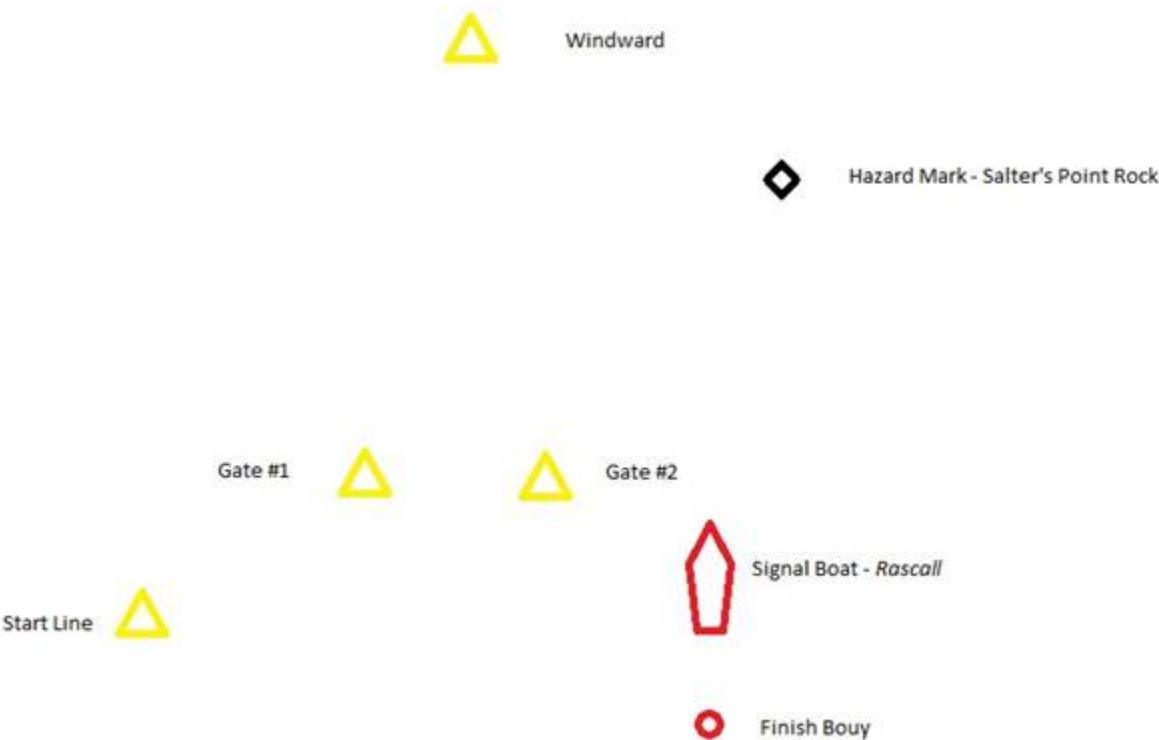 Windward
Hazard Mark - Salter's Point Rock
Gate #1
Gate #2
Signal Boat - Rascall
Start Line
Finish Bouy